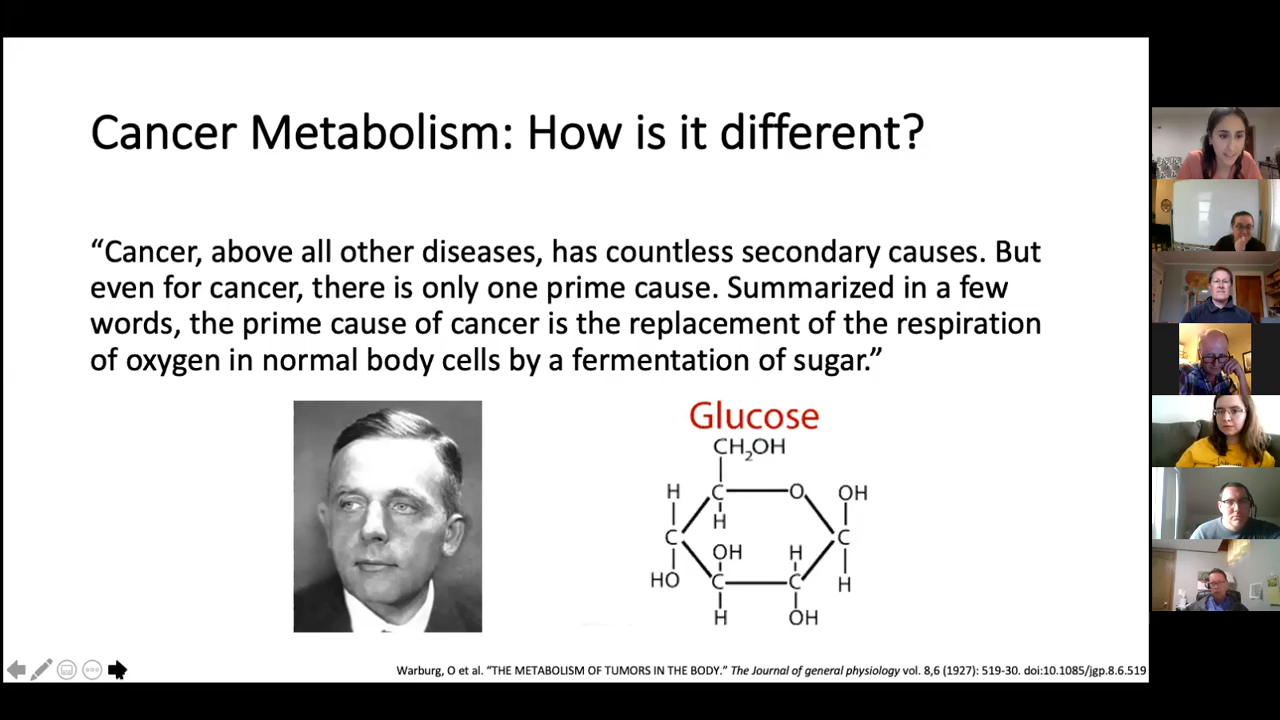 Cancer Metabolism: How is it different?
“Cancer, above all other diseases, has countless secondary causes. But
even for cancer, there is only one prime cause. Summarized in a few
words, the prime cause of cancer is the replacement of the respiration
of oxygen in normal body cells by a fermentation of sugar.”
Glucose
CH₂OH
H C O OH
H
C C
OH H
HO C C H
H OH
Warburg, O et al. “THE METABOLISM OF TUMORS IN THE BODY.” The Journal of general physiology vol. 8,6 (1927): 519-30. doi:10.1085/jgp.8.6.519